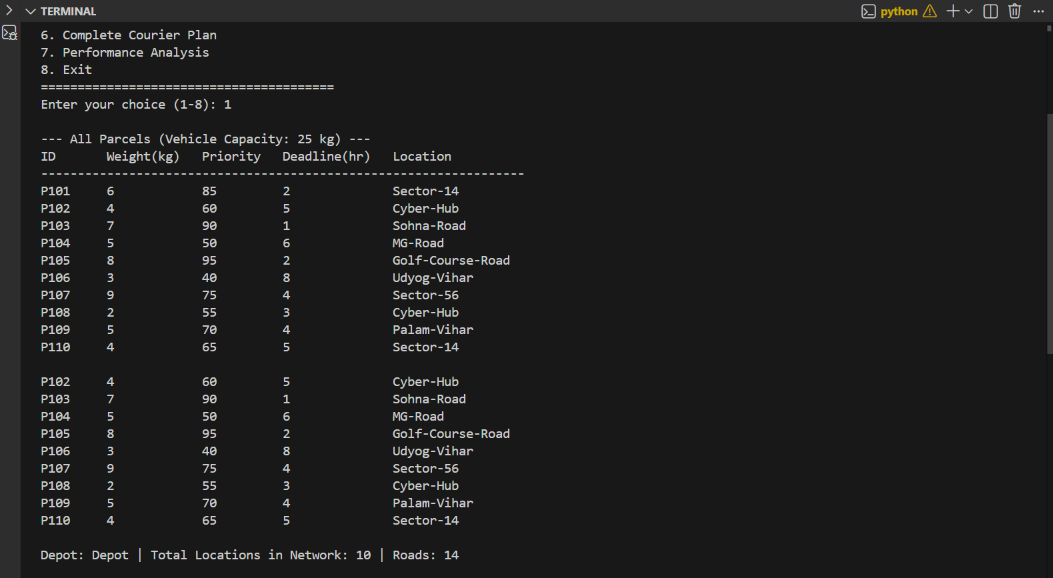 TERMINAL
python
6. Complete Courier Plan
7. Performance Analysis
8. Exit
========================================
Enter your choice (1-8): 1
--- All Parcels (Vehicle Capacity: 25 kg) ---
ID Weight(kg) Priority Deadline(hr) Location
------------------------------------------------------------------
P101 6 85 2 Sector-14
P102 4 60 5 Cyber-Hub
P103 7 90 1 Sohna-Road
P104 5 50 6 MG-Road
P105 8 95 2 Golf-Course-Road
P106 3 40 8 Udyog-Vihar
P107 9 75 4 Sector-56
P108 2 55 3 Cyber-Hub
P109 5 70 4 Palam-Vihar
P110 4 65 5 Sector-14
P102 4 60 5 Cyber-Hub
P103 7 90 1 Sohna-Road
P104 5 50 6 MG-Road
P105 8 95 2 Golf-Course-Road
P106 3 40 8 Udyog-Vihar
P107 9 75 4 Sector-56
P108 2 55 3 Cyber-Hub
P109 5 70 4 Palam-Vihar
P110 4 65 5 Sector-14
Depot: Depot | Total Locations in Network: 10 | Roads: 14